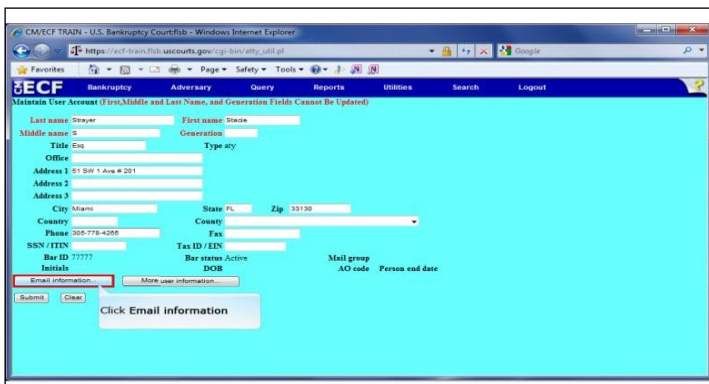 CM/ECF TRAIN - U.S. Bankruptcy Court:flsb - Windows Internet Explorer
https://ecf-train.flsb.uscourts.gov/cgi-bin/atty_util.pl Google
Favorites Page Safety Tools
ECF Bankruptcy Adversary Query Reports Utilities Search Logout ?
Maintain User Account (First,Middle and Last Name, and Generation Fields Cannot Be Updated)
Last name Strayer First name Stacie
Middle name S Generation
Title Esq Type aty
Office
Address 1 51 SW 1 Ave # 201
Address 2
Address 3
City Miami State FL Zip 33130
Country County
Phone 305-778-4266 Fax
SSN / ITIN Tax ID / EIN
Bar ID 77777 Bar status Active Mail group
Initials DOB AO code Person end date
Email information... More user information...
Submit Clear
Click Email information